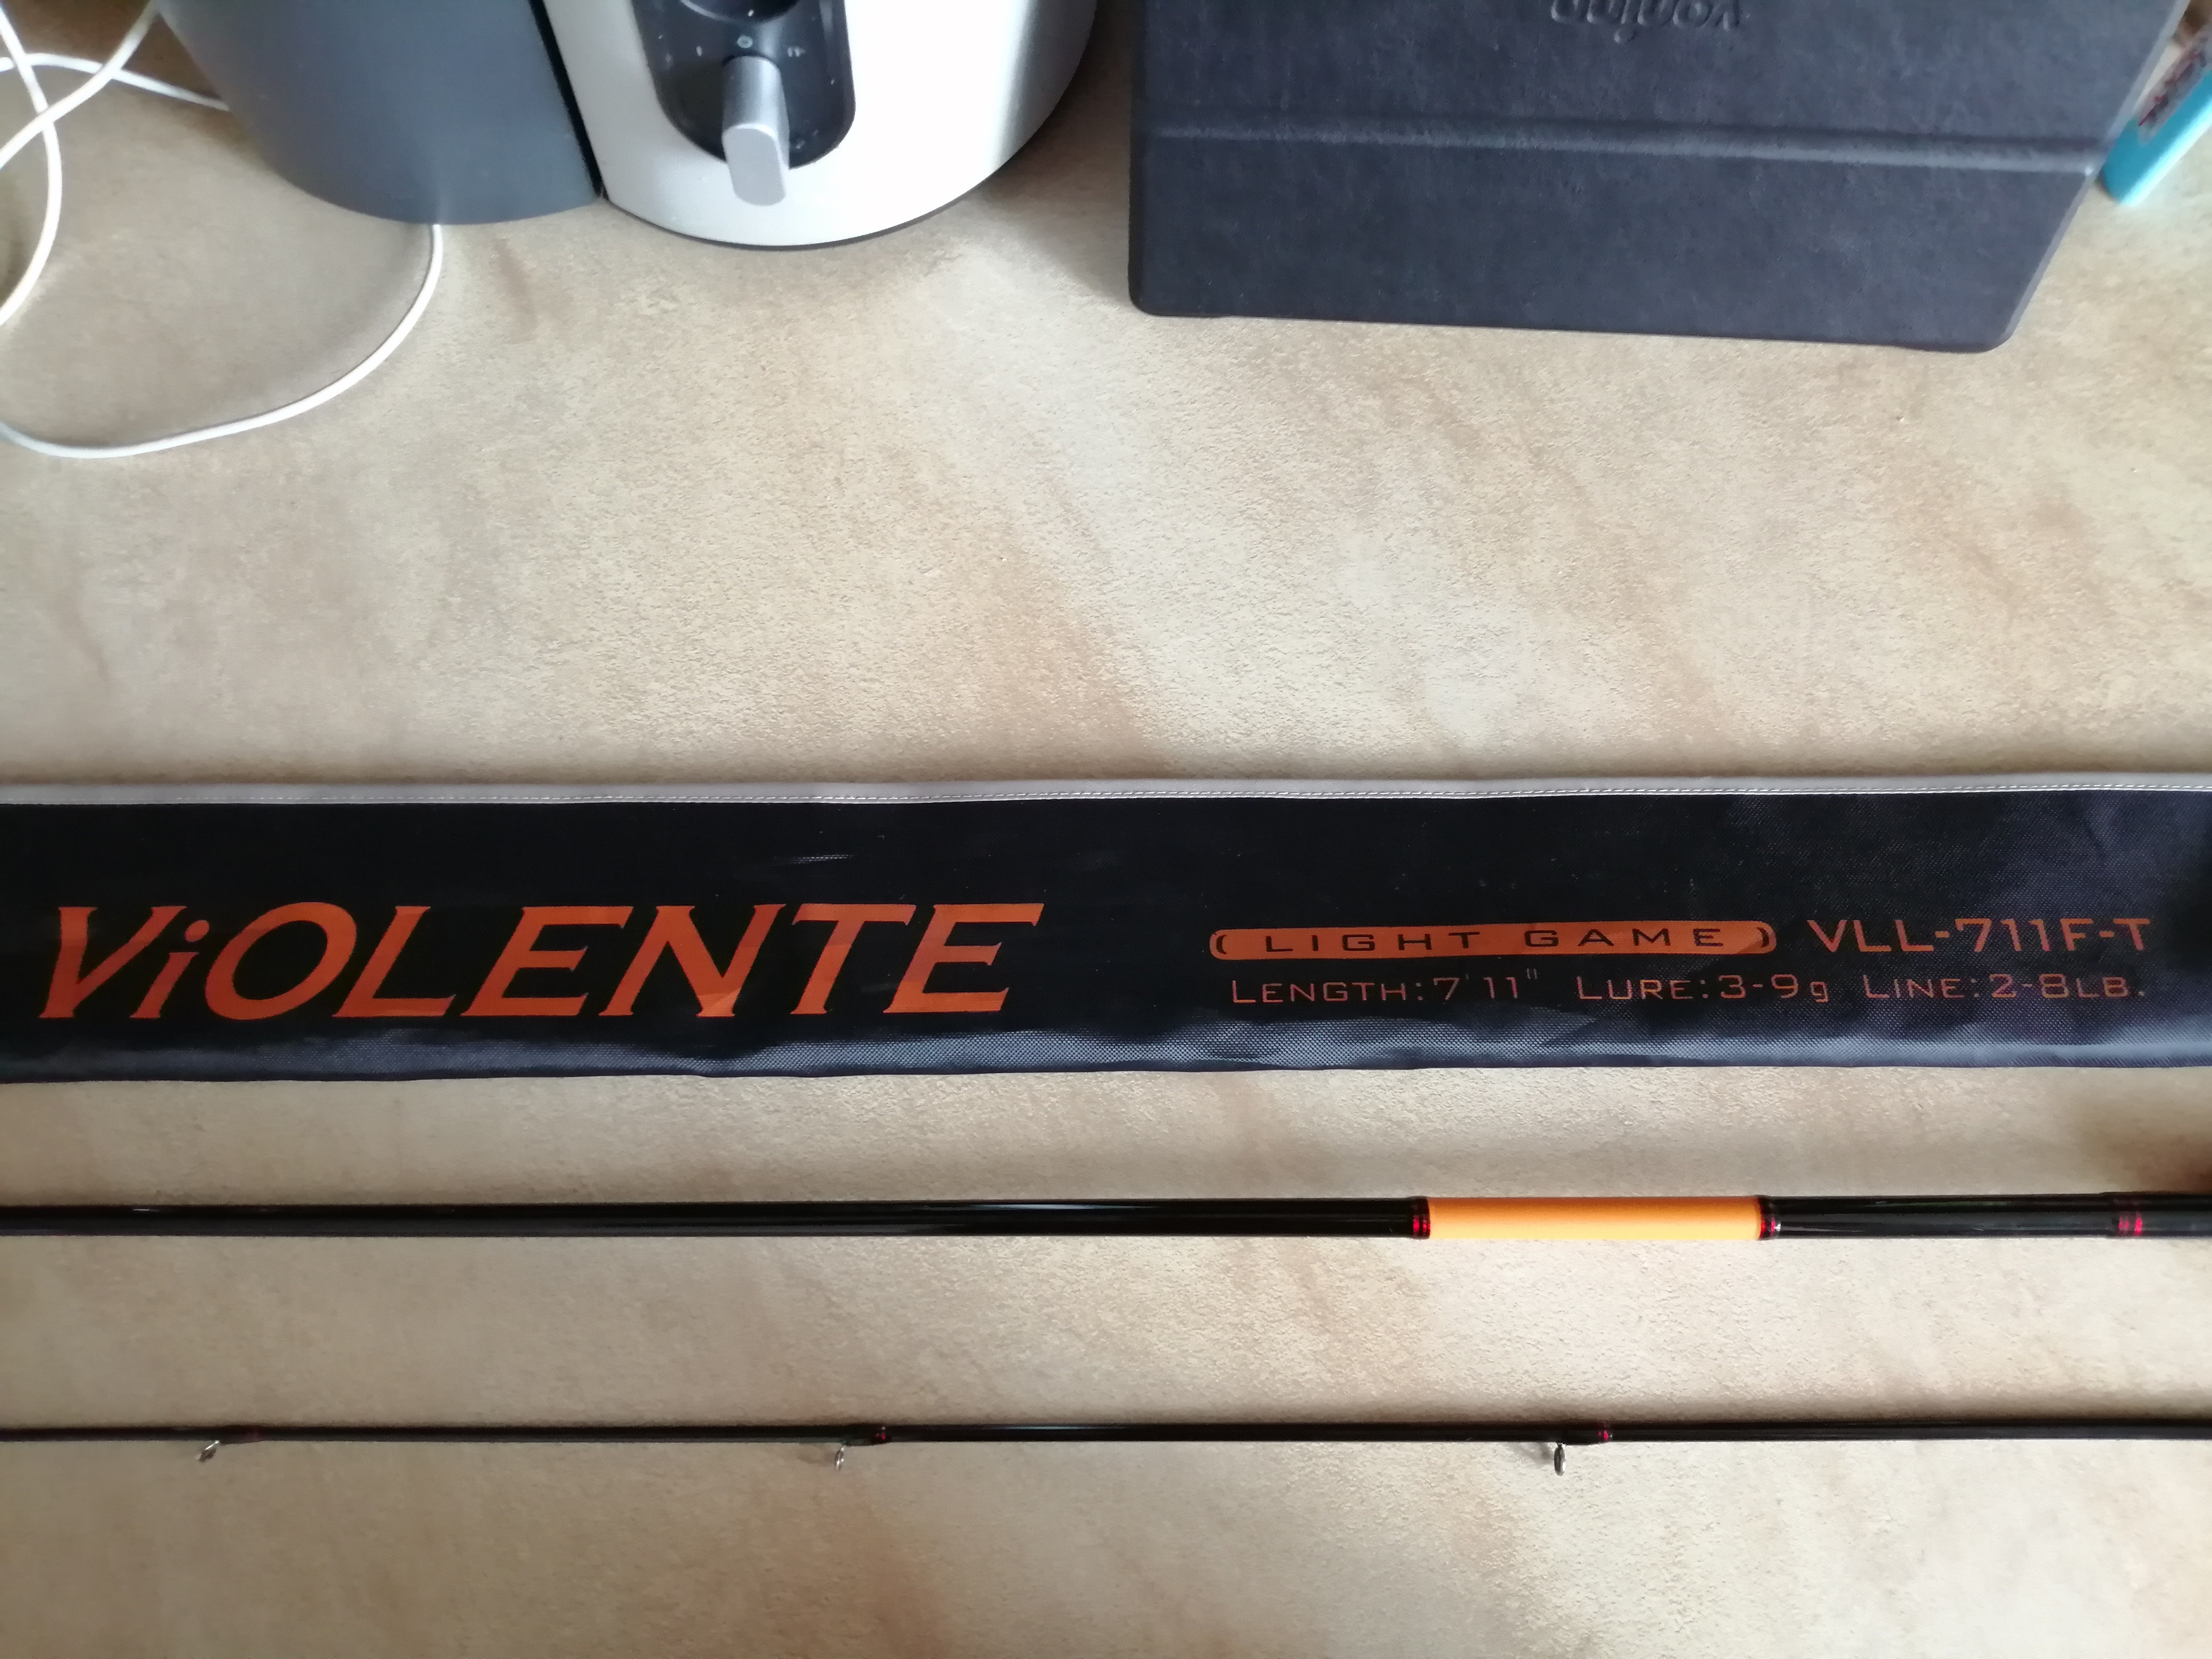 ViOLENTE
( LIGHT GAME ) VLL-711F-T
LENGTH:7'11" LURE:3-9g LINE:2-8LB.